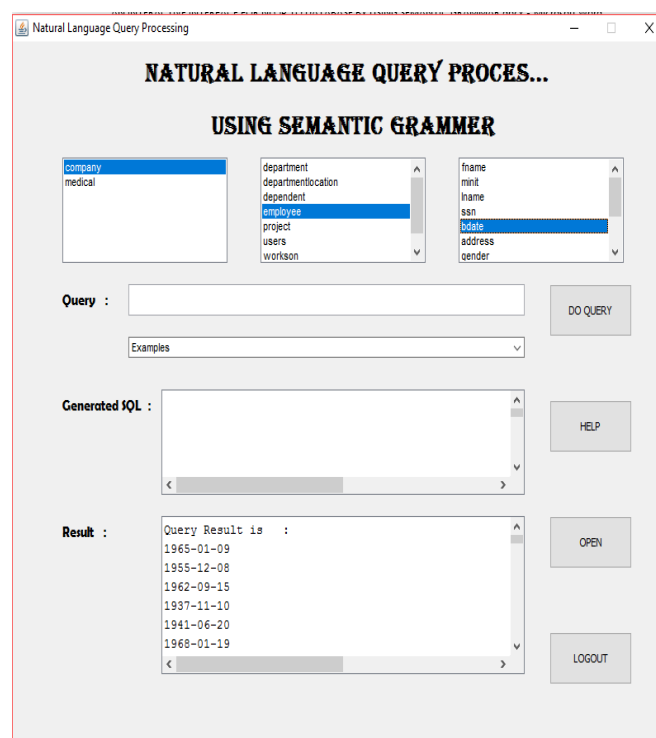 Natural Language Query Processing
NATURAL LANGUAGE QUERY PROCES...
USING SEMANTIC GRAMMER
company
medical
department
departmentlocation
dependent
employee
project
users
workson
fname
minit
lname
ssn
bdate
address
gender
Query :
DO QUERY
Examples
Generated SQL :
HELP
Result :
Query Result is :
1965-01-09
1955-12-08
1962-09-15
1937-11-10
1941-06-20
1968-01-19
OPEN
LOGOUT